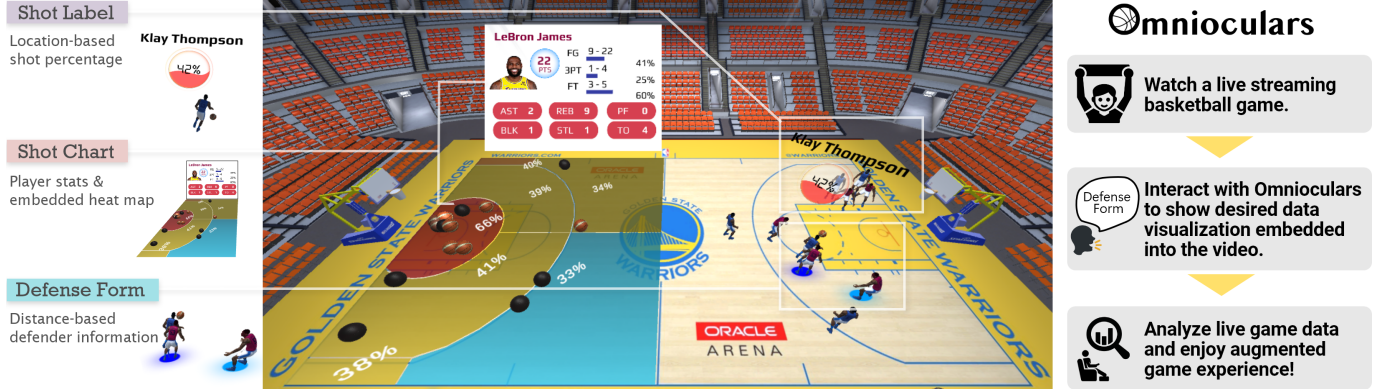 Shot Label
Location-based
shot percentage
Klay Thompson
42%
Shot Chart
Player stats &
embedded heat map
LeBron James
Defense Form
Distance-based
defender information
LeBron James
22
PTS
FG 9 - 22 41%
3PT 1 - 4 25%
FT 3 - 5 60%
AST 2 REB 9 PF 0
BLK 1 STL 1 TO 4
WARRIORS.COM
40%
39%
34%
66%
41%
33%
38%
GOLDEN STATE WARRIORS
GOLDEN STATE
WARRIORS
Klay Thompson
42%
GOLDEN STATE WARRIORS
ORACLE
ARENA
Omnioculars
Watch a live streaming
basketball game.
Defense
Form
Interact with Omnioculars
to show desired data
visualization embedded
into the video.
Analyze live game data
and enjoy augmented
game experience!